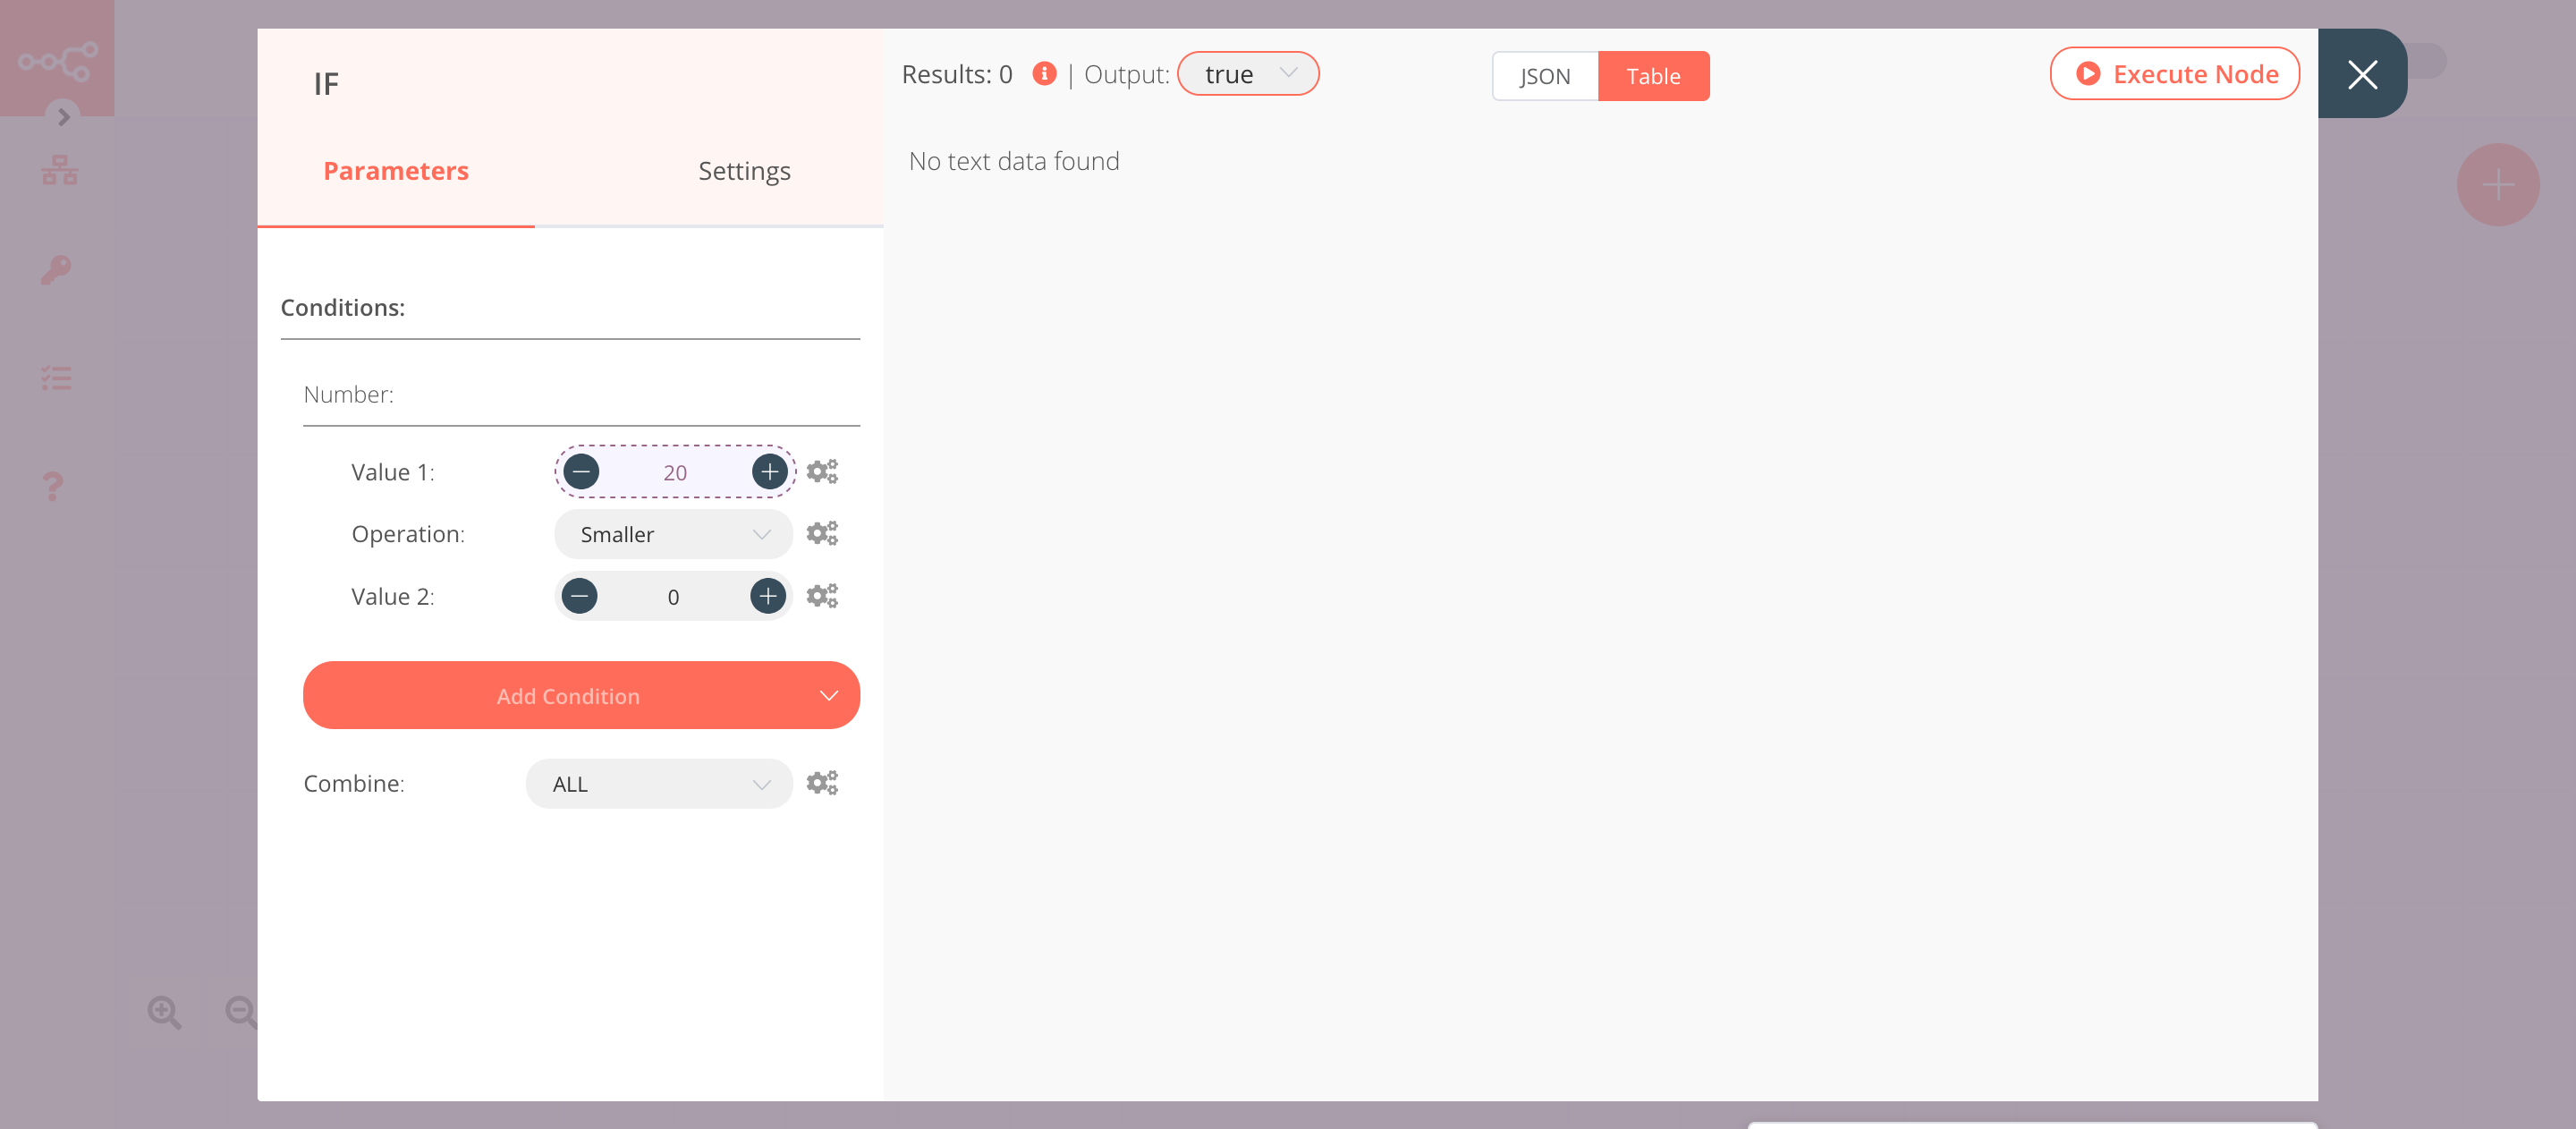 IF
Parameters
Settings
Conditions:
Number:
Value 1:
20
Operation:
Smaller
Value 2:
0
Add Condition
Combine:
ALL
Results: 0 | Output: true
JSON
Table
Execute Node
No text data found